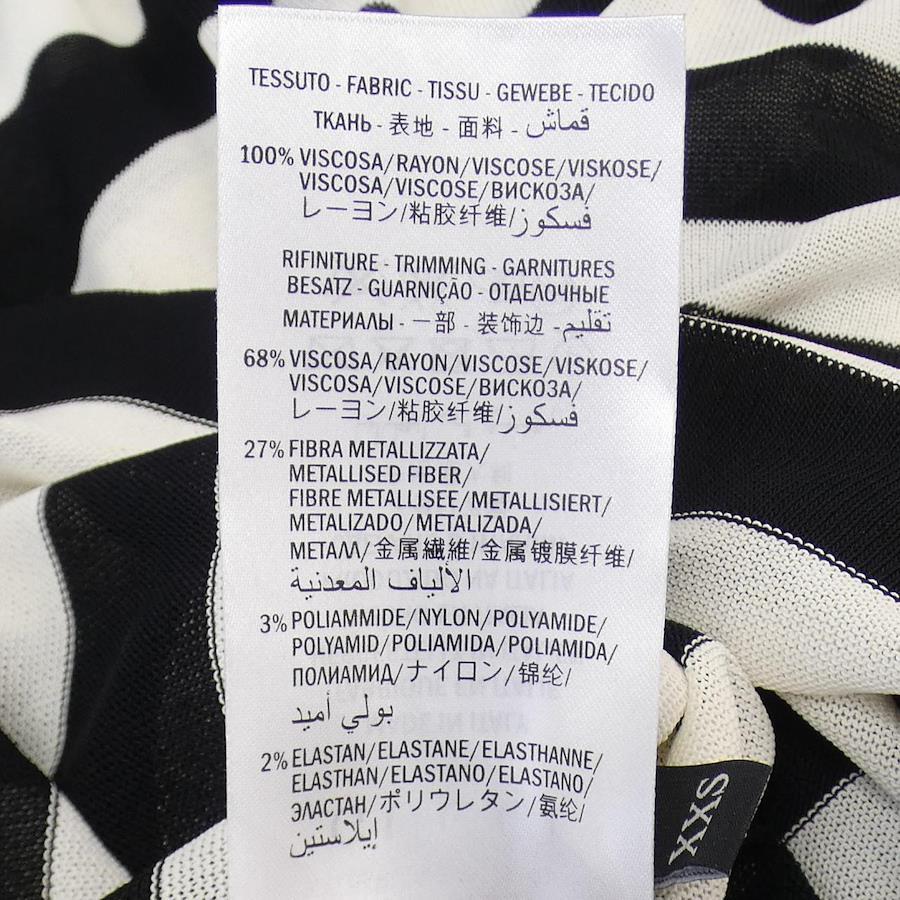 TESSUTO - FABRIC - TISSU - GEWEBE - TECIDO
ТКАНЬ - 表地 - 面料 - قماش
100% VISCOSA/RAYON/VISCOSE/VISKOSE/
VISCOSA/VISCOSE/ВИСКОЗА/
レーヨン/粘胶纤维/فسكوز
RIFINITURE - TRIMMING - GARNITURES
BESATZ - GUARNIÇÃO - ОТДЕЛОЧНЫЕ
МАТЕРИАЛЫ - 一部 - 装饰边 - تقليم
68% VISCOSA/RAYON/VISCOSE/VISKOSE/
VISCOSA/VISCOSE/ВИСКОЗА/
レーヨン/粘胶纤维/فسكوز
27% FIBRA METALLIZZATA/
METALLISED FIBER/
FIBRE METALLISEE/METALLISIERT/
METALIZADO/METALIZADA/
МЕТАЛЛ/金属繊維/金属镀膜纤维/
الألياف المعدنية
3% POLIAMMIDE/NYLON/POLYAMIDE/
POLYAMID/POLIAMIDA/POLIAMIDA/
ПОЛИАМИД/ナイロン/锦纶/
بولي أميد
2% ELASTAN/ELASTANE/ELASTHANNE/
ELASTHAN/ELASTANO/ELASTANO/
ЭЛАСТАН/ポリウレタン/氨纶/
إيلاستين
XXS